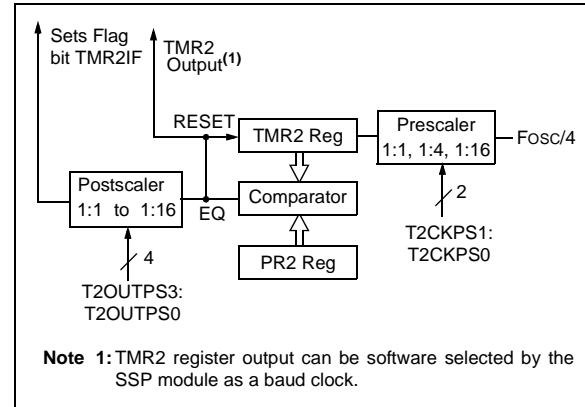 Sets Flag
bit TMR2IF
TMR2
Output(1)
RESET
TMR2 Reg
Prescaler
1:1, 1:4, 1:16
FOSC/4
2
T2CKPS1:
T2CKPS0
Postscaler
1:1 to 1:16
EQ
Comparator
4
T2OUTPS3:
T2OUTPS0
PR2 Reg
Note 1: TMR2 register output can be software selected by the
SSP module as a baud clock.